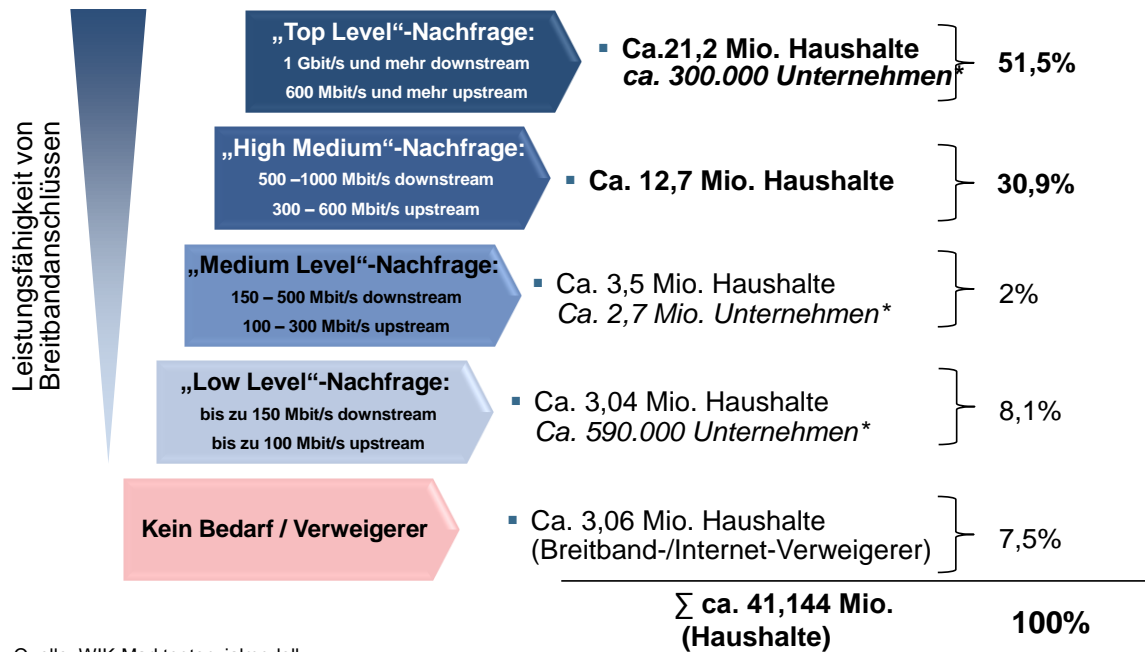 Leistungsfähigkeit von
Breitbandanschlüssen
„Top Level“-Nachfrage:
1 Gbit/s und mehr downstream
600 Mbit/s und mehr upstream
▪ Ca.21,2 Mio. Haushalte
ca. 300.000 Unternehmen*
51,5%
„High Medium“-Nachfrage:
500 –1000 Mbit/s downstream
300 – 600 Mbit/s upstream
▪ Ca. 12,7 Mio. Haushalte
30,9%
„Medium Level“-Nachfrage:
150 – 500 Mbit/s downstream
100 – 300 Mbit/s upstream
▪ Ca. 3,5 Mio. Haushalte
Ca. 2,7 Mio. Unternehmen*
2%
„Low Level“-Nachfrage:
bis zu 150 Mbit/s downstream
bis zu 100 Mbit/s upstream
▪ Ca. 3,04 Mio. Haushalte
Ca. 590.000 Unternehmen*
8,1%
Kein Bedarf / Verweigerer
▪ Ca. 3,06 Mio. Haushalte
(Breitband-/Internet-Verweigerer)
7,5%
∑ ca. 41,144 Mio.
(Haushalte)
100%